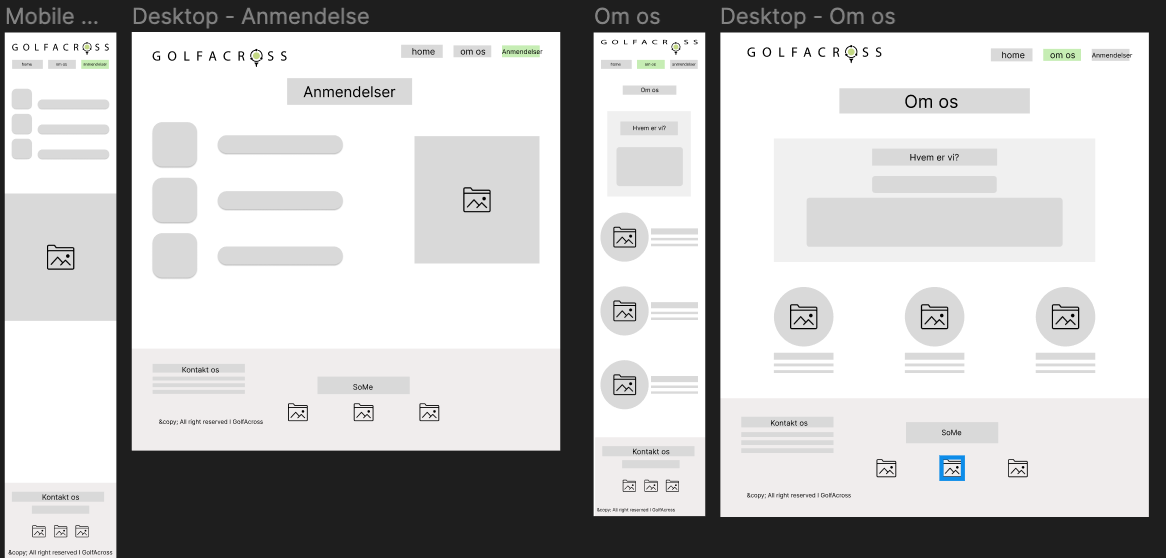 Mobile ...
GOLFACROSS
home om os Anmendelser
Kontakt os
&copy; All right reserved I GolfAcross
Desktop - Anmendelse
GOLFACROSS
home om os Anmendelser
Anmendelser
Kontakt os
SoMe
&copy; All right reserved I GolfAcross
Om os
GOLFACROSS
home om os anmendelser
Om os
Hvem er vi?
Kontakt os
&copy; All right reserved I GolfAcross
Desktop - Om os
GOLFACROSS
home om os Anmendelser
Om os
Hvem er vi?
Kontakt os
SoMe
&copy; All right reserved I GolfAcross